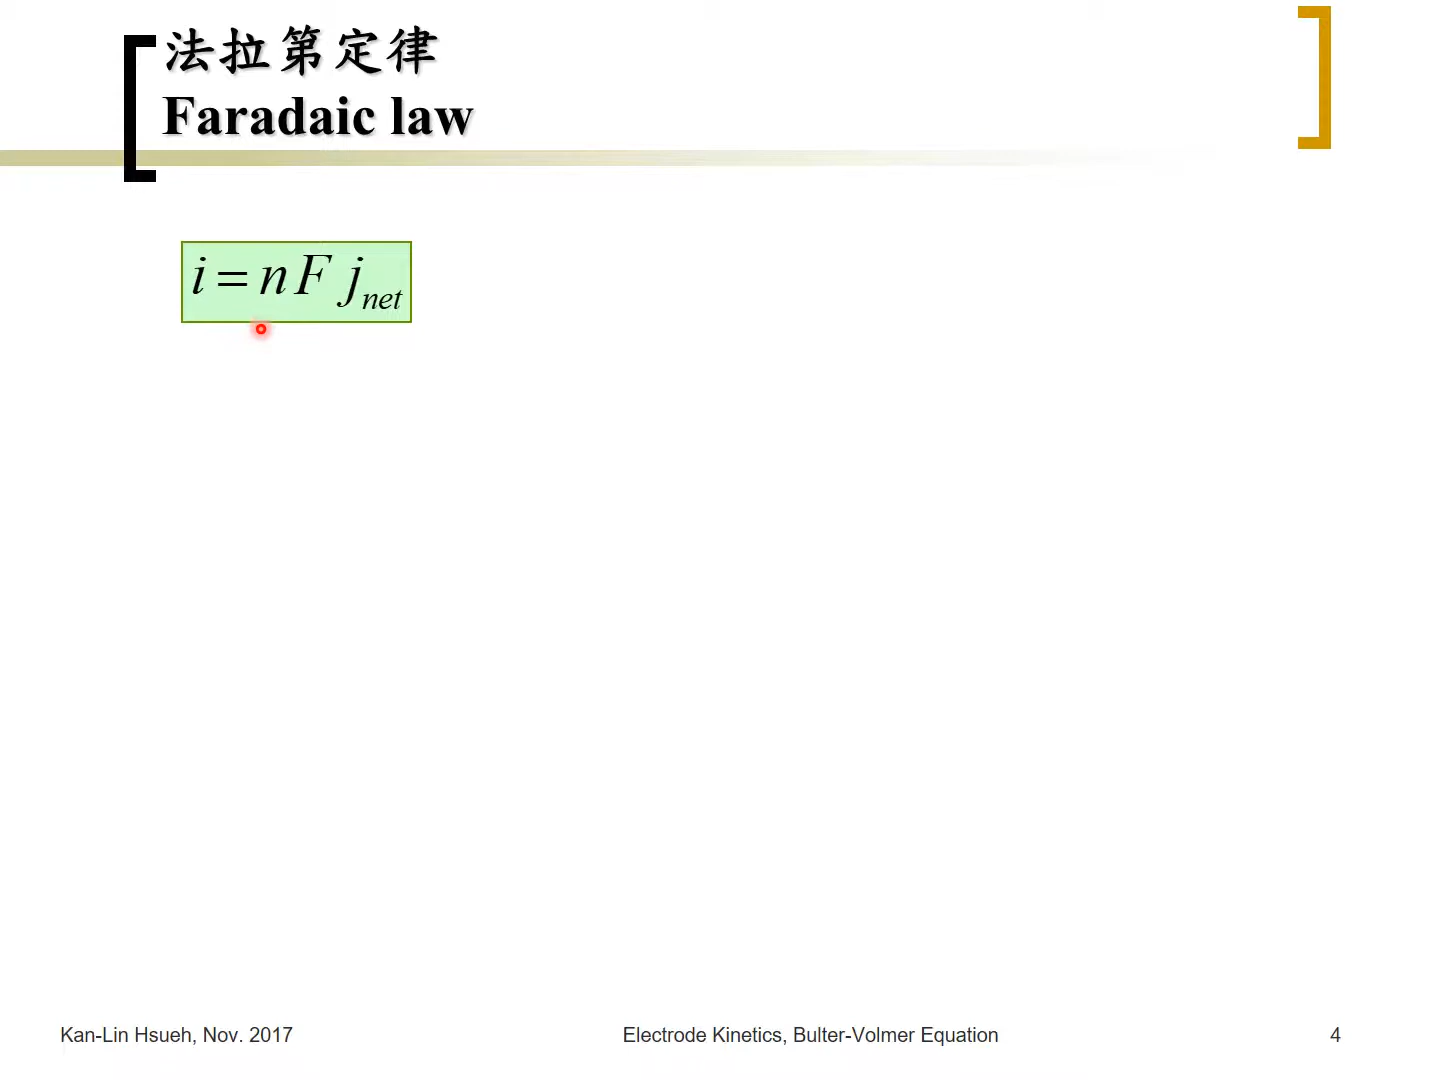 法拉第定律
Faradaic law
i = n F j_net
Kan-Lin Hsueh, Nov. 2017
Electrode Kinetics, Bulter-Volmer Equation
4